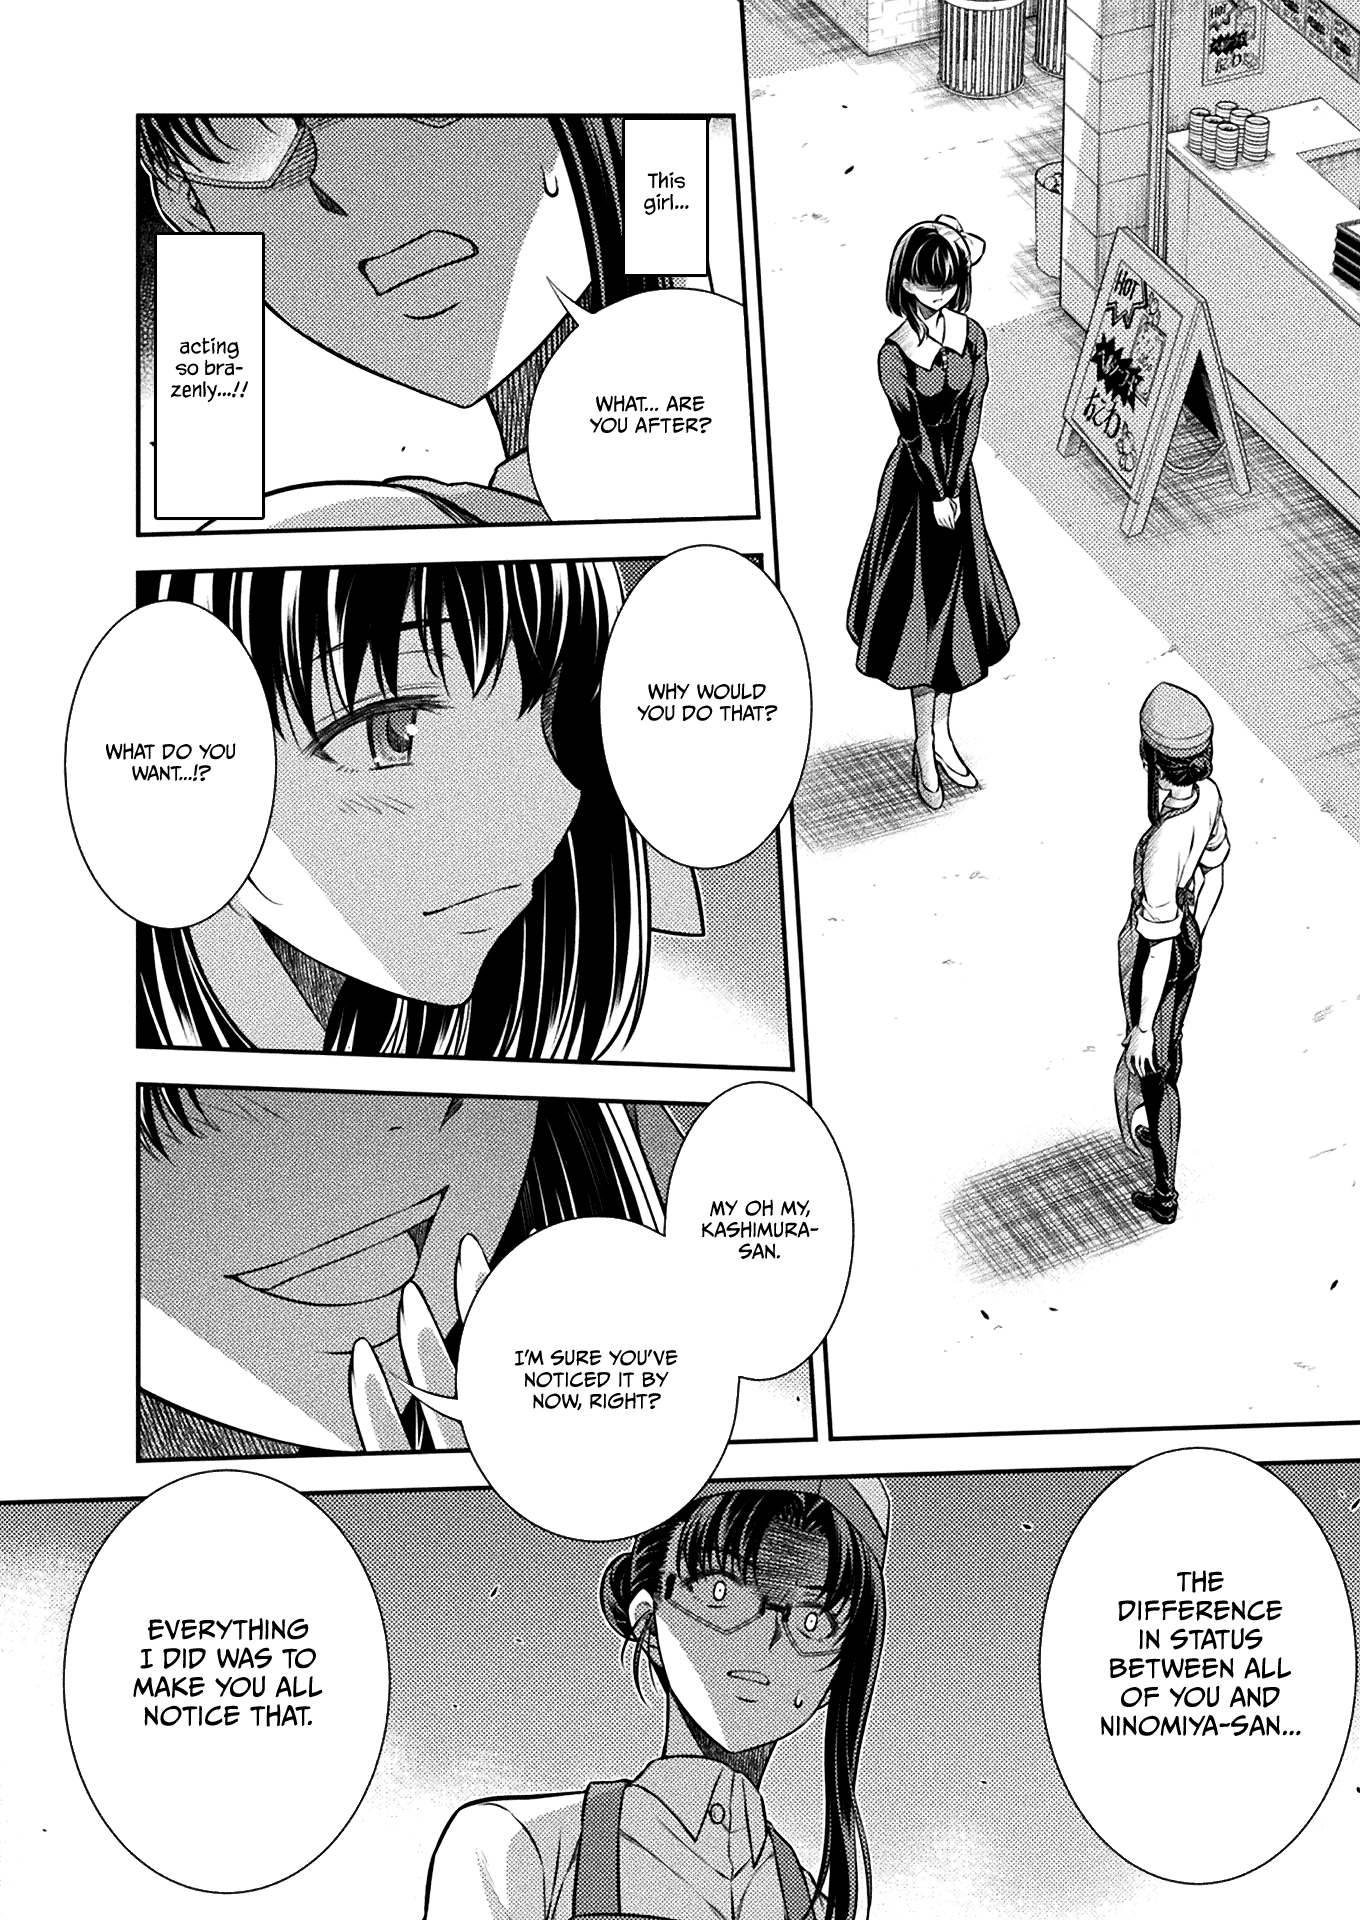 HOT
HOT
This
girl...
WHAT... ARE
YOU AFTER?
acting
so bra-
zenly...!!
WHY WOULD
YOU DO THAT?
WHAT DO YOU
WANT...!?
MY OH MY,
KASHIMURA-
SAN.
I'M SURE YOU'VE
NOTICED IT BY
NOW, RIGHT?
THE
DIFFERENCE
IN STATUS
BETWEEN ALL
OF YOU AND
NINOMIYA-SAN...
EVERYTHING
I DID WAS TO
MAKE YOU ALL
NOTICE THAT.